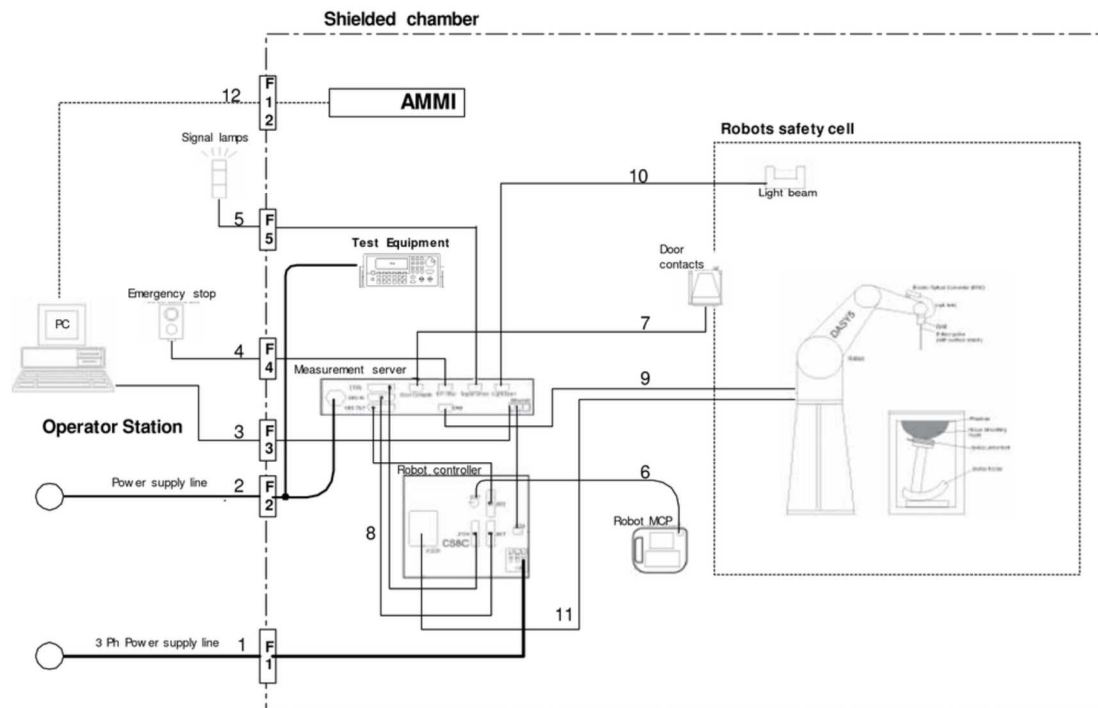 Shielded chamber
F
1
2
12
AMMI
Signal lamps
Robots safety cell
10
Light beam
5
F
5
Test Equipment
Door
contacts
Emergency stop
DASY5
PC
7
4
F
4
Measurement server
9
Operator Station
3
F
3
Robot controller
Power supply line
2
F
2
6
Robot MCP
8
CS8C
11
3 Ph Power supply line
1
F
1